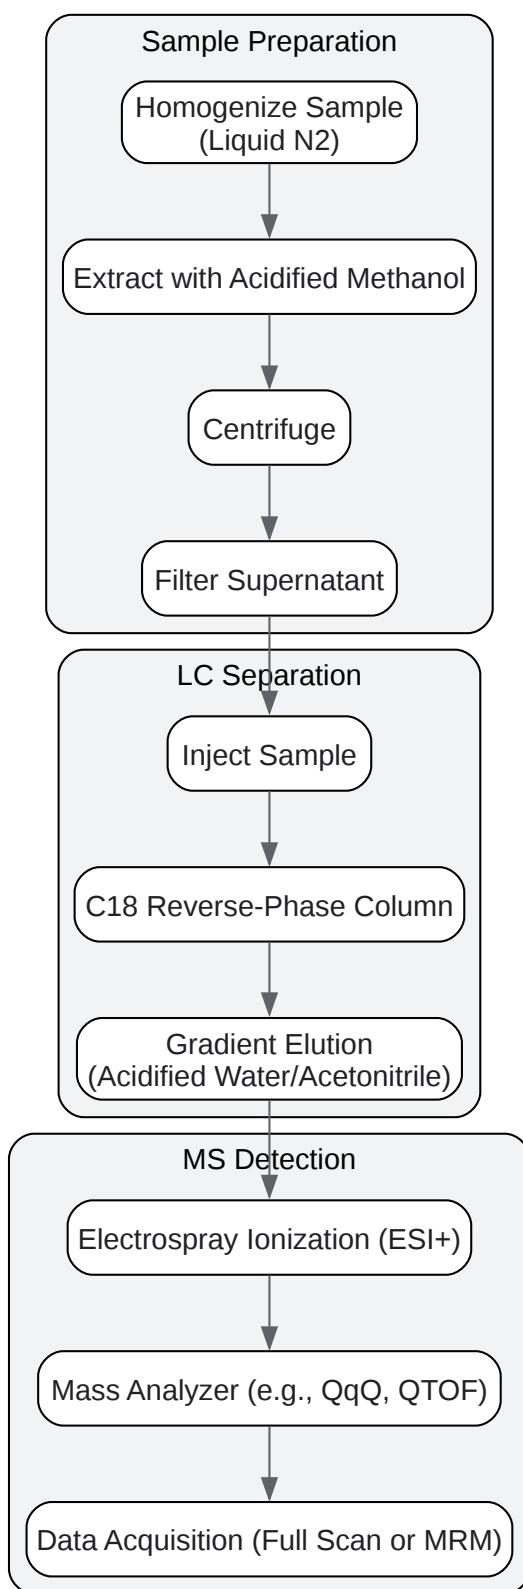 Sample Preparation
Homogenize Sample
(Liquid N2)
Extract with Acidified Methanol
Centrifuge
Filter Supernatant
LC Separation
Inject Sample
C18 Reverse-Phase Column
Gradient Elution
(Acidified Water/Acetonitrile)
MS Detection
Electrospray Ionization (ESI+)
Mass Analyzer (e.g., QqQ, QTOF)
Data Acquisition (Full Scan or MRM)